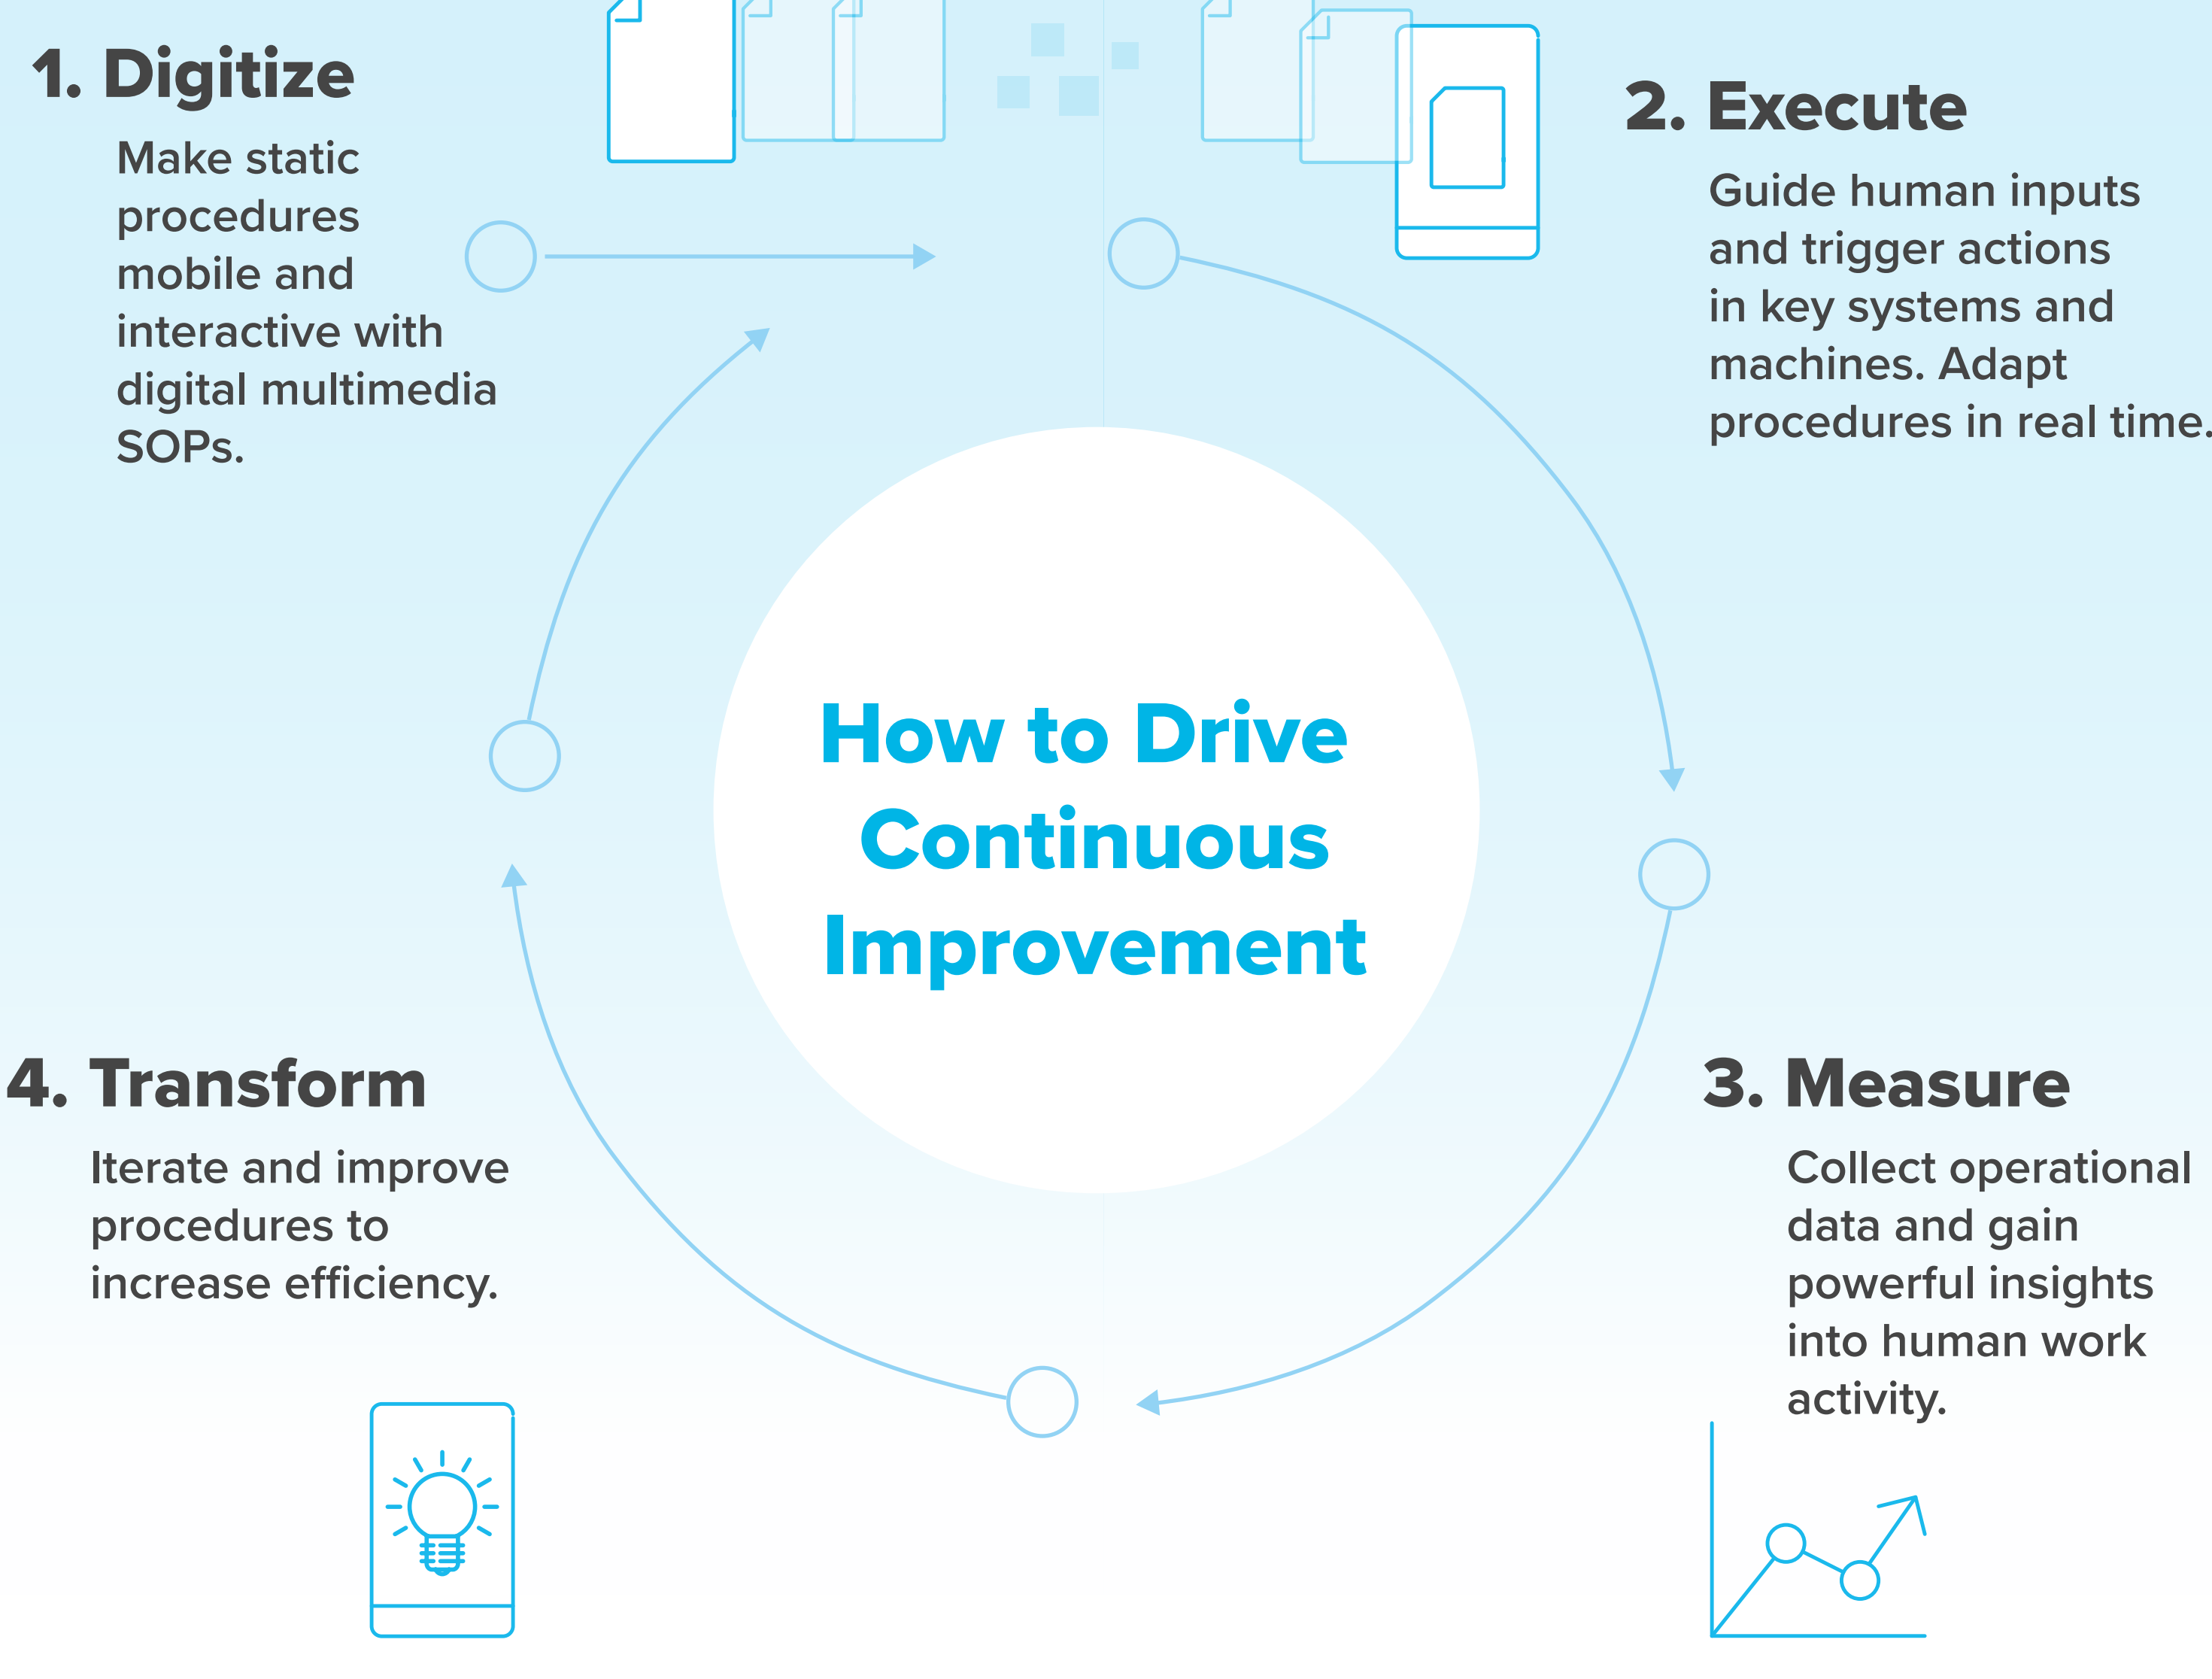 1. Digitize
Make static
procedures
mobile and
interactive with
digital multimedia
SOPs.
2. Execute
Guide human inputs
and trigger actions
in key systems and
machines. Adapt
procedures in real time.
How to Drive
Continuous
Improvement
3. Measure
Collect operational
data and gain
powerful insights
into human work
activity.
4. Transform
Iterate and improve
procedures to
increase efficiency.